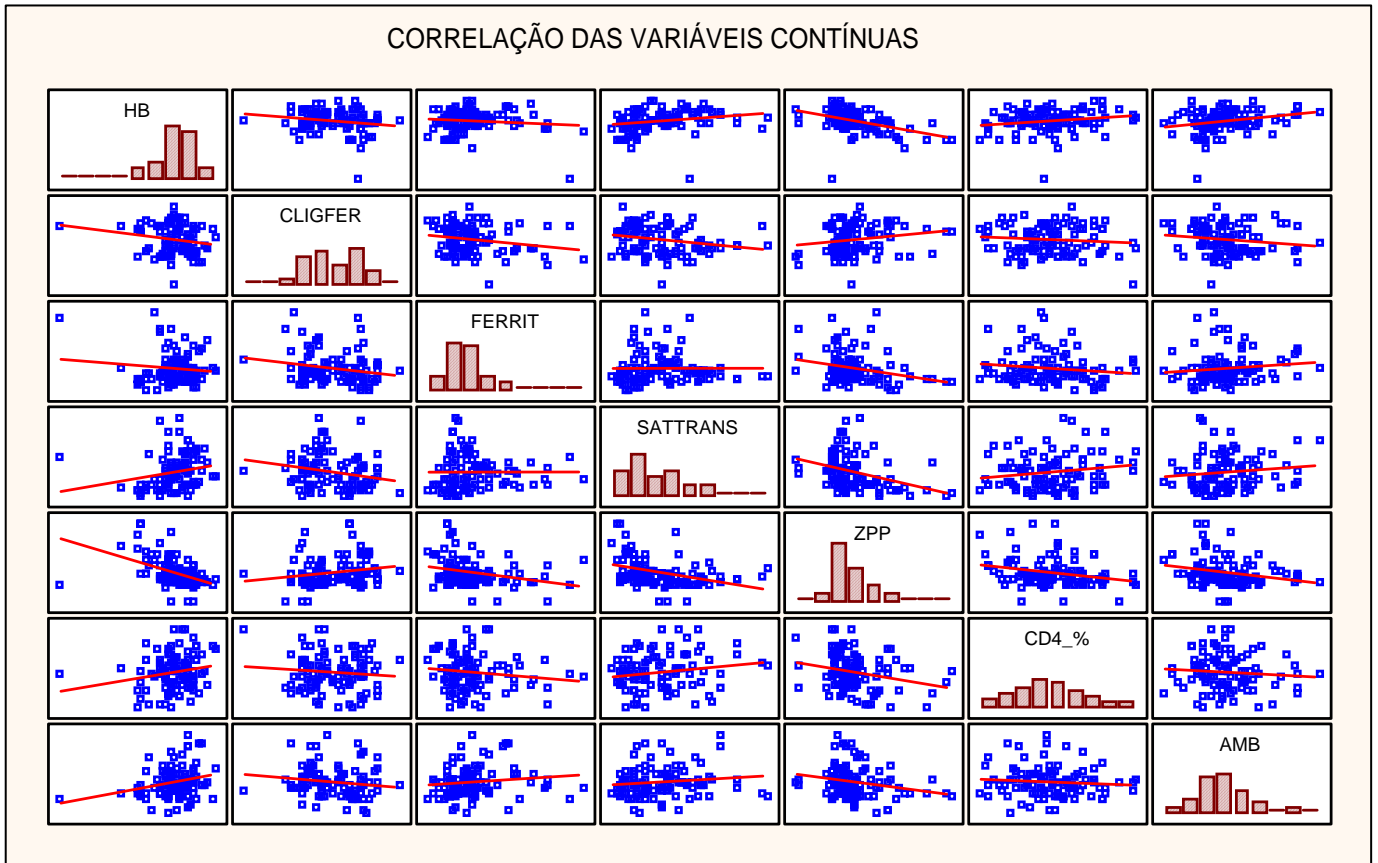 CORRELAÇÃO DAS VARIÁVEIS CONTÍNUAS
HB
CLIGFER
FERRIT
SATTRANS
ZPP
CD4_%
AMB